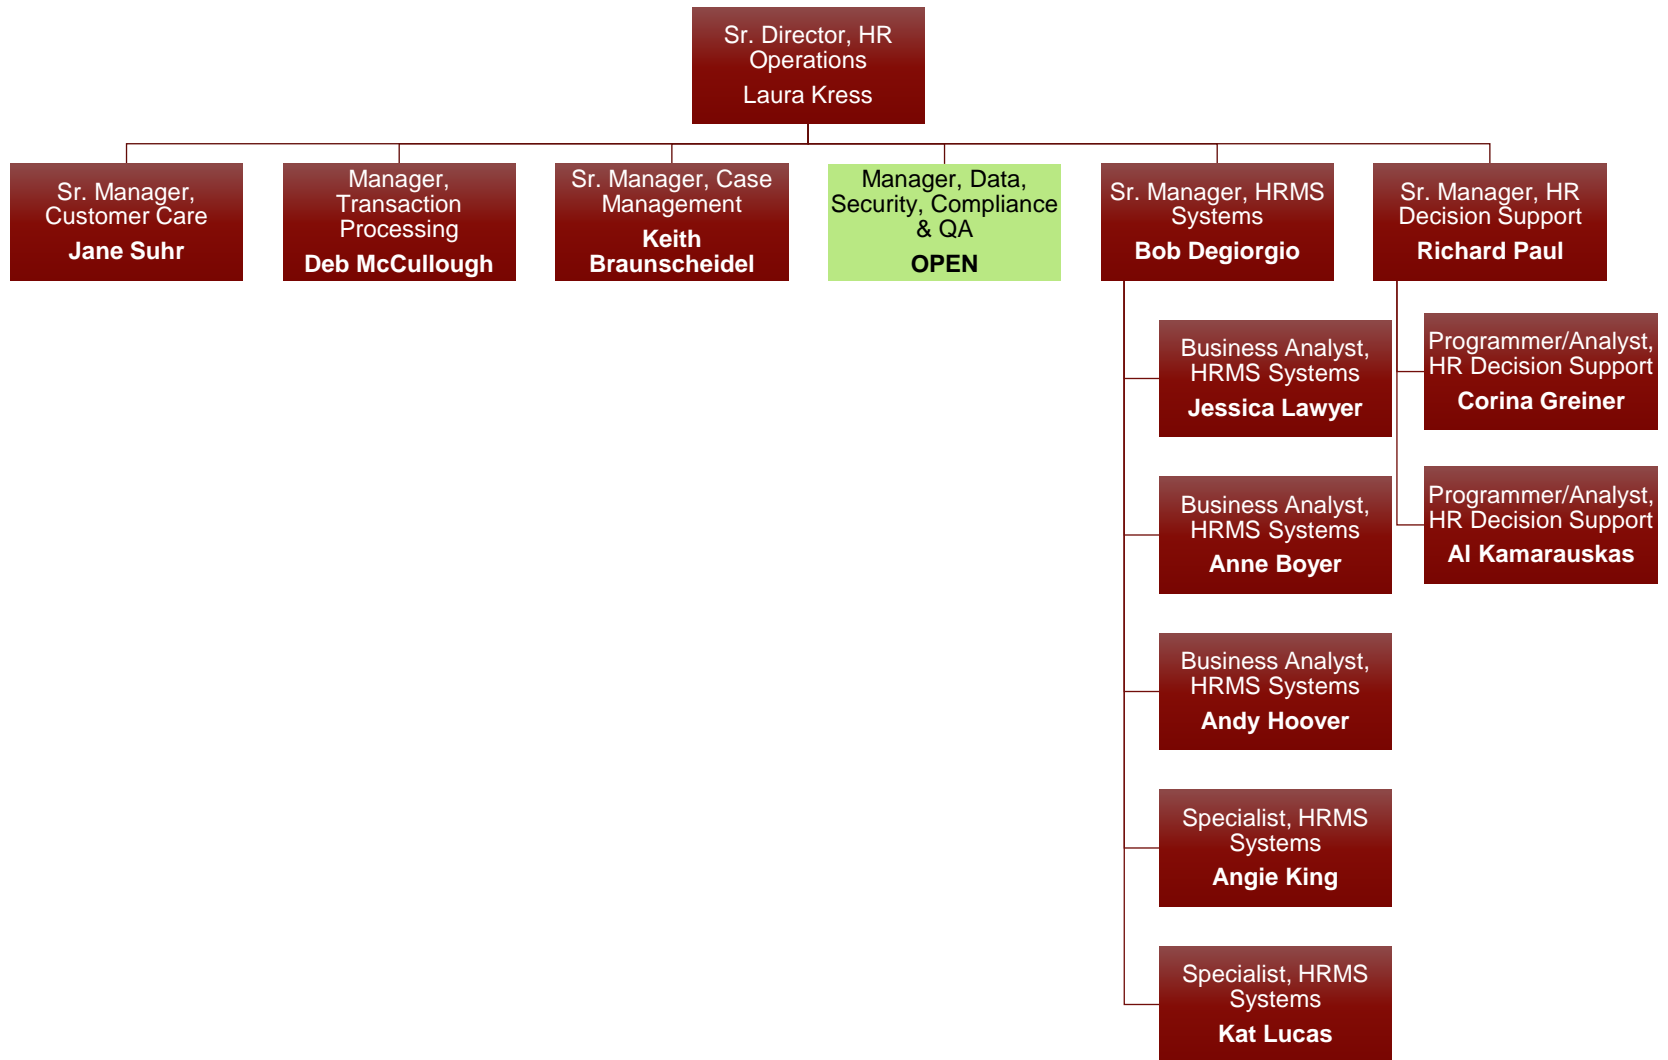 Sr. Director, HR
Operations
Laura Kress
Sr. Manager,
Customer Care
Jane Suhr
Manager,
Transaction
Processing
Deb McCullough
Sr. Manager, Case
Management
Keith
Braunscheidel
Manager, Data,
Security, Compliance
& QA
OPEN
Sr. Manager, HRMS
Systems
Bob Degiorgio
Sr. Manager, HR
Decision Support
Richard Paul
Business Analyst,
HRMS Systems
Jessica Lawyer
Business Analyst,
HRMS Systems
Anne Boyer
Business Analyst,
HRMS Systems
Andy Hoover
Specialist, HRMS
Systems
Angie King
Specialist, HRMS
Systems
Kat Lucas
Programmer/Analyst,
HR Decision Support
Corina Greiner
Programmer/Analyst,
HR Decision Support
Al Kamarauskas